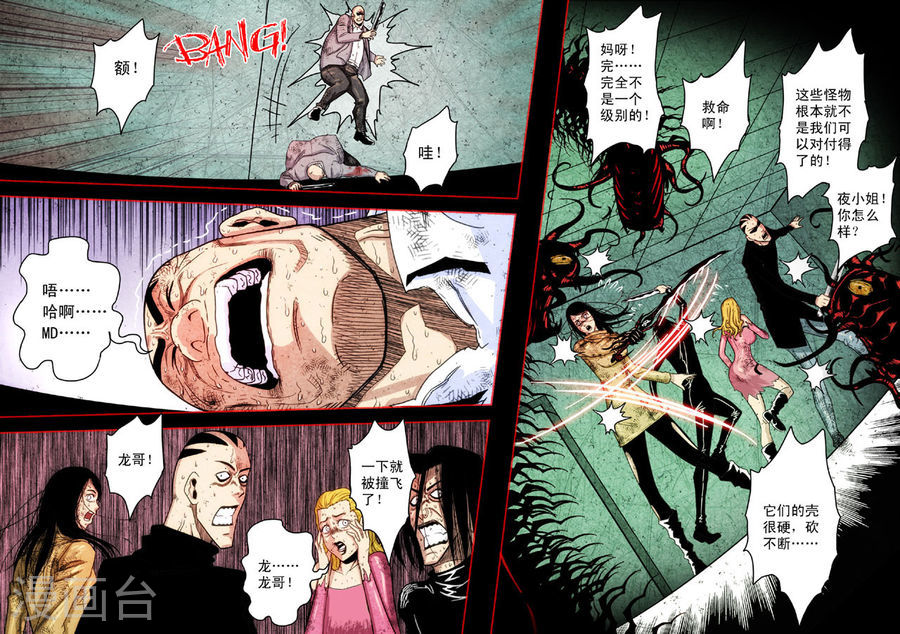 额！
BANG!
哇！
唔……
哈啊……
MD……
龙哥！
龙……
龙哥！
一下就
被撞飞
了！
妈呀！
完……
完全不
是一个
级别的！
救命
啊！
这些怪物
根本就不
是我们可
以对付得
了的！
夜小姐！
你怎么
样？
它们的壳
很硬，砍
不断……
漫画台